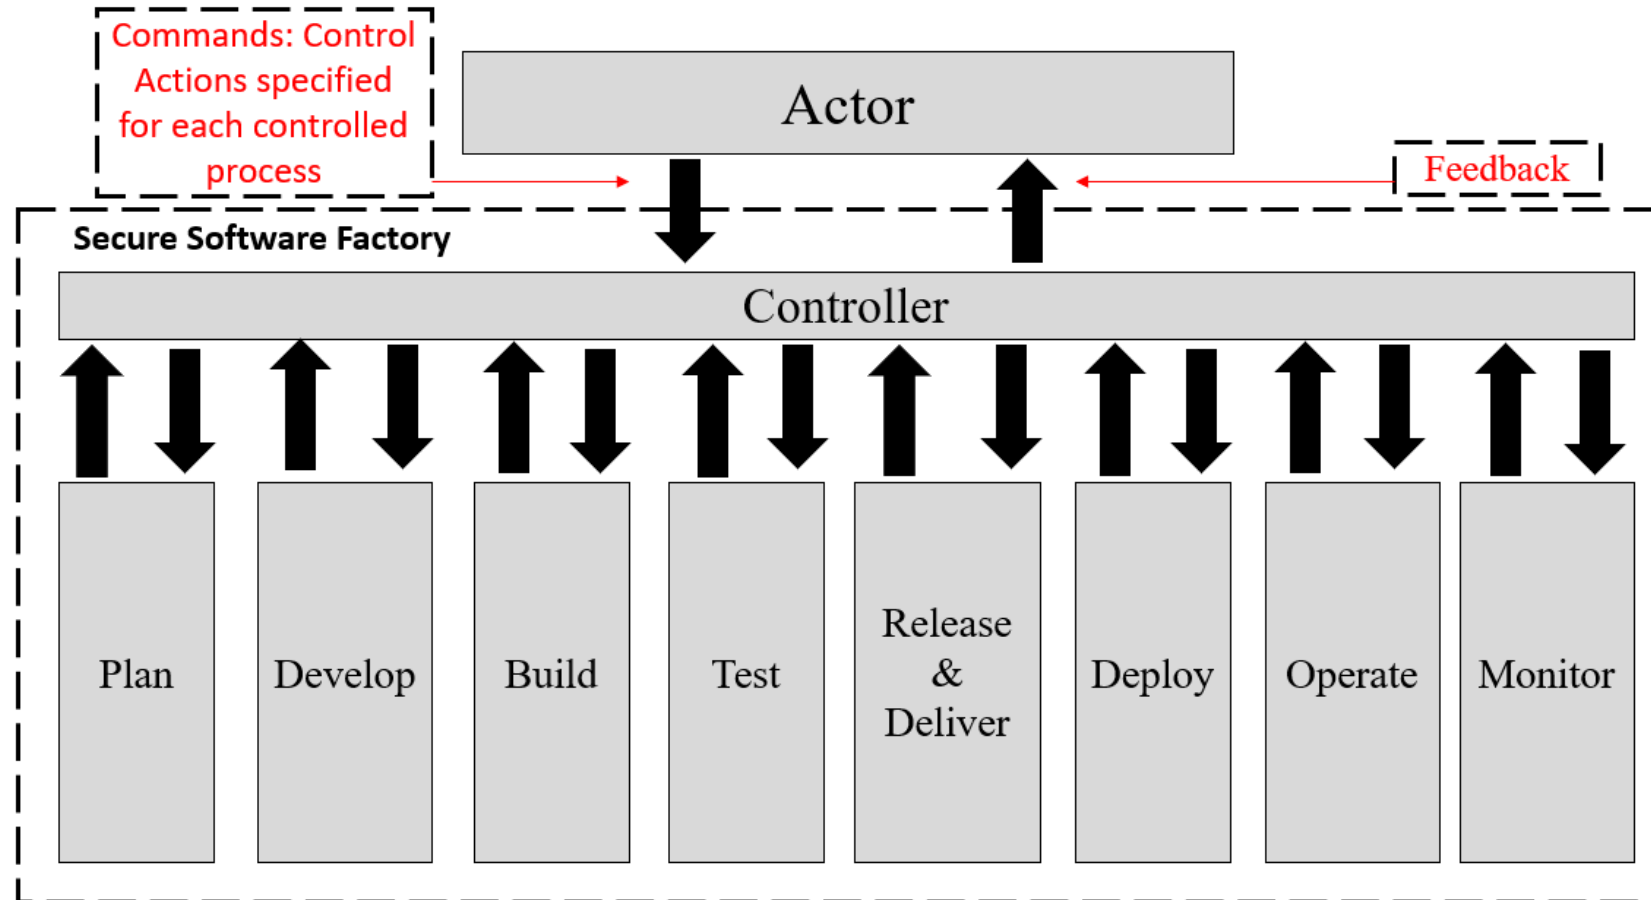 Commands: Control
Actions specified
for each controlled
process
Actor
Feedback
Secure Software Factory
Controller
Plan
Develop
Build
Test
Release
&
Deliver
Deploy
Operate
Monitor